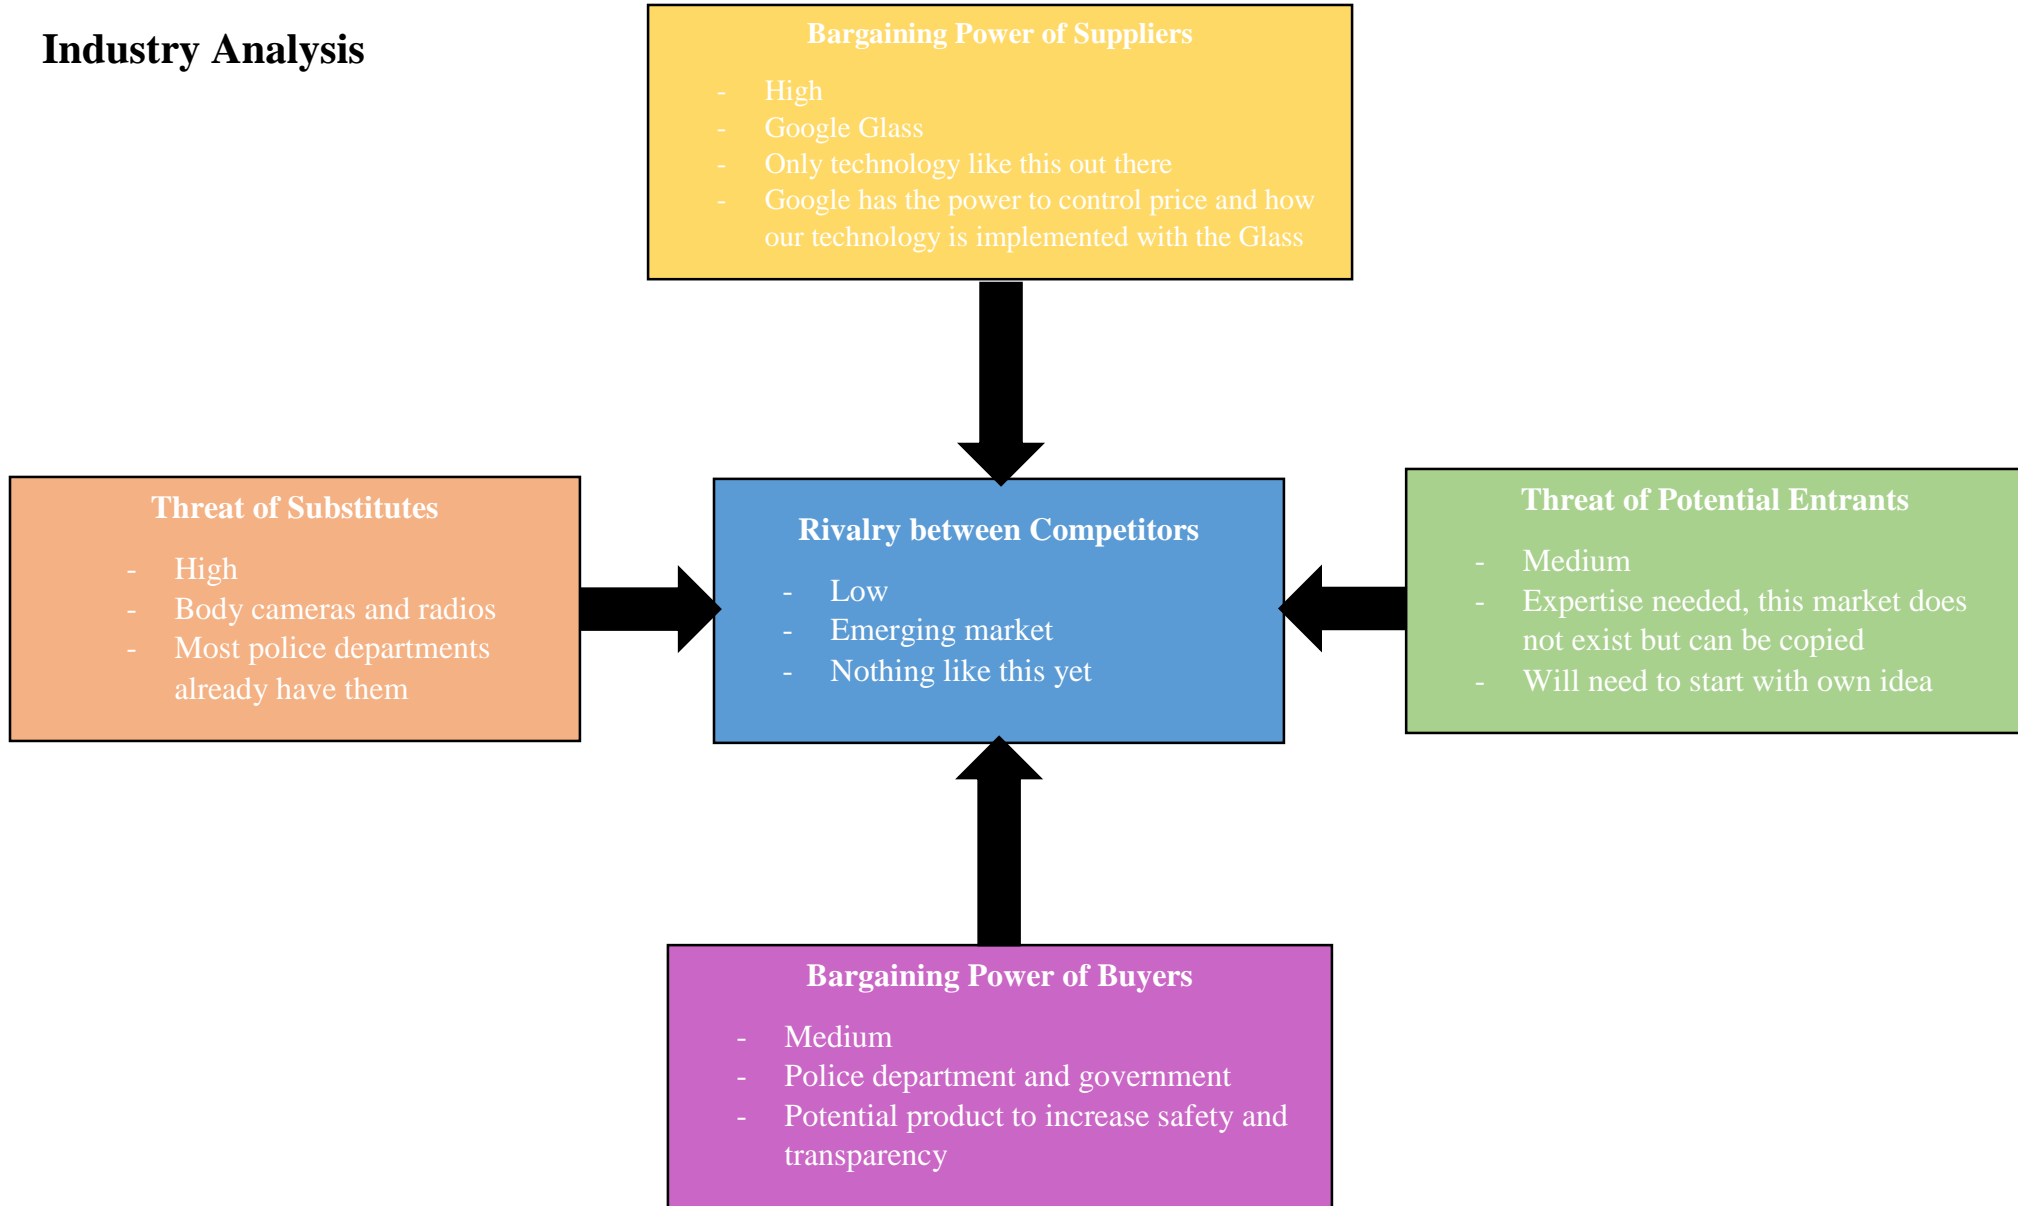 Industry Analysis
Bargaining Power of Suppliers
- High
- Google Glass
- Only technology like this out there
- Google has the power to control price and how
our technology is implemented with the Glass
Threat of Substitutes
- High
- Body cameras and radios
- Most police departments
already have them
Rivalry between Competitors
- Low
- Emerging market
- Nothing like this yet
Threat of Potential Entrants
- Medium
- Expertise needed, this market does
not exist but can be copied
- Will need to start with own idea
Bargaining Power of Buyers
- Medium
- Police department and government
- Potential product to increase safety and
transparency